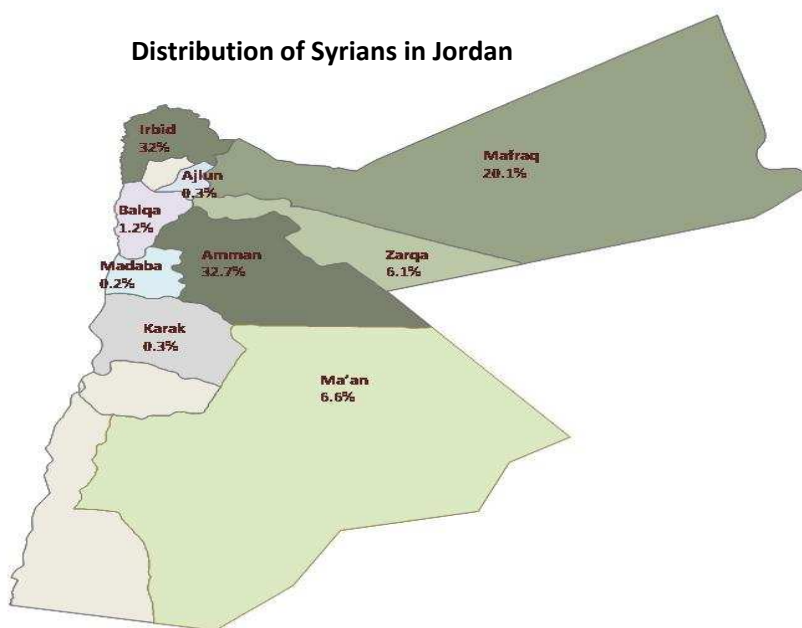 Distribution of Syrians in Jordan
Irbid
32%
Mafraq
20.1%
Ajlun
0.3%
Balqa
1.2%
Amman
32.7%
Zarqa
6.1%
Madaba
0.2%
Karak
0.3%
Ma'an
6.6%